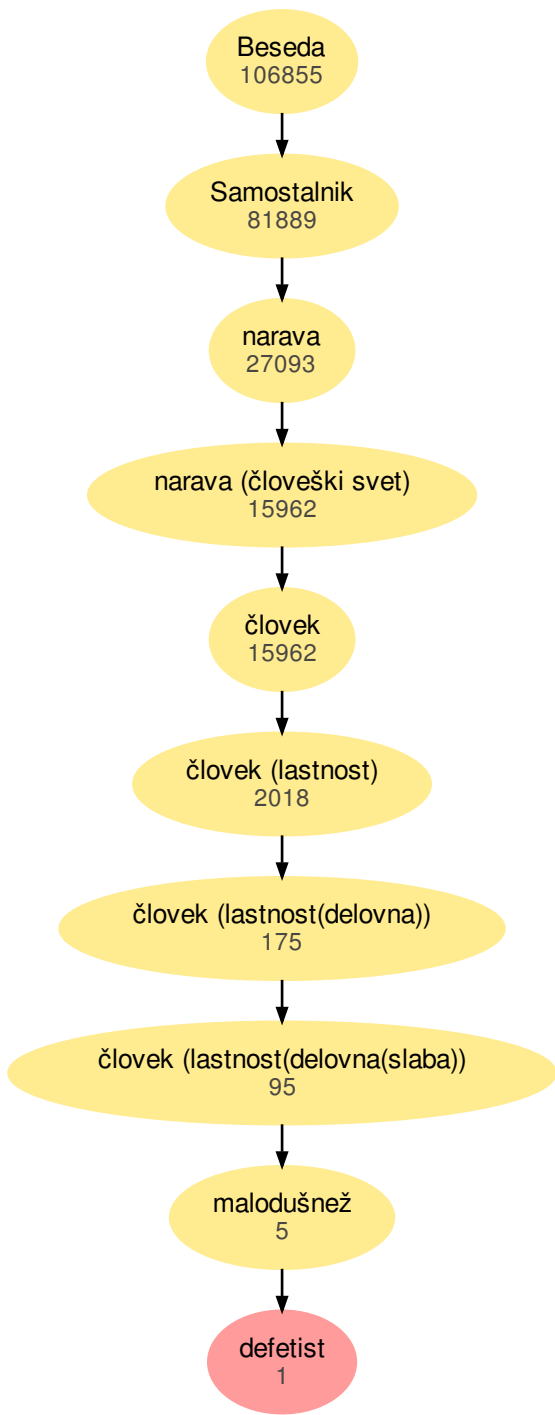 Beseda
106855
Samostalnik
81889
narava
27093
narava (človeški svet)
15962
človek
15962
človek (lastnost)
2018
človek (lastnost(delovna))
175
človek (lastnost(delovna(slaba))
95
malodušnež
5
defetist
1